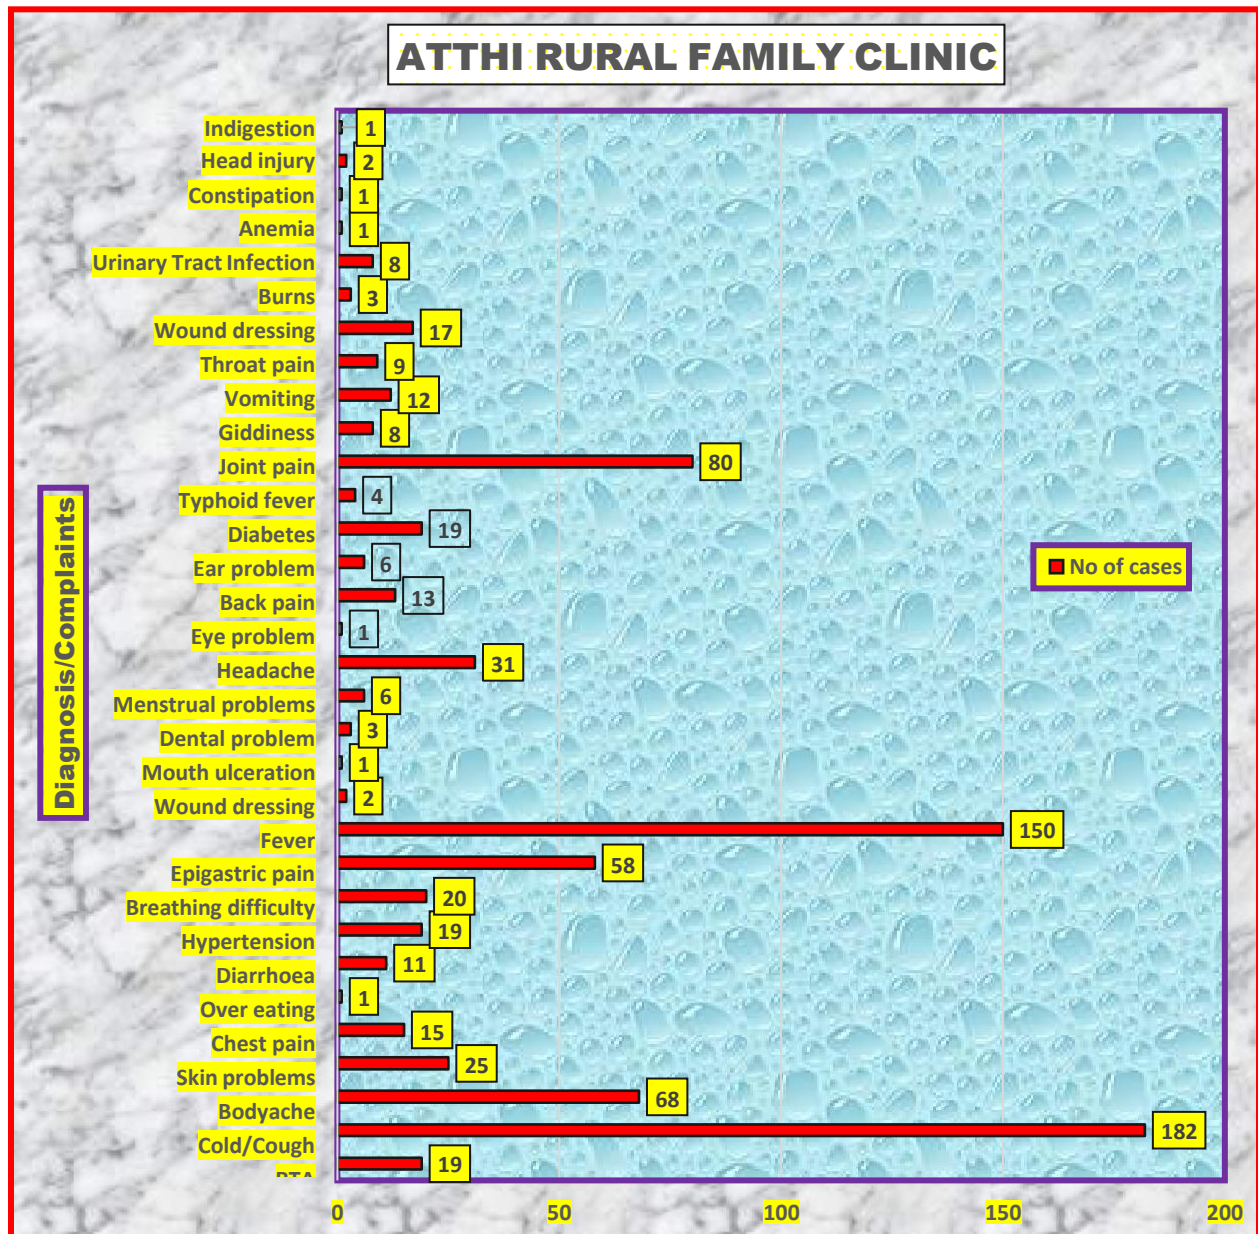 ATTHI RURAL FAMILY CLINIC
Indigestion 1
Head injury 2
Constipation 1
Anemia 1
Urinary Tract Infection 8
Burns 3
Wound dressing 17
Throat pain 9
Vomiting 12
Giddiness 8
Joint pain 80
Typhoid fever 4
Diabetes 19
Ear problem 6
Back pain 13
Eye problem 1
Headache 31
Menstrual problems 6
Dental problem 3
Mouth ulceration 1
Wound dressing 2
Fever 150
Epigastric pain 58
Breathing difficulty 20
Hypertension 19
Diarrhoea 11
Over eating 1
Chest pain 15
Skin problems 25
Bodyache 68
Cold/Cough 182
19
Diagnosis/Complaints
No of cases
0 50 100 150 200